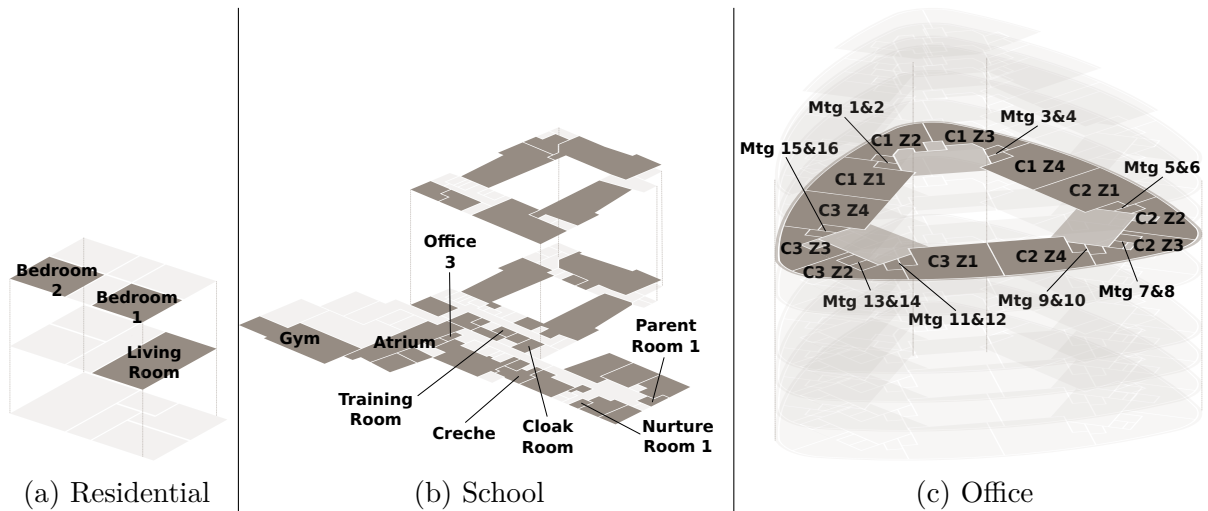 Bedroom
2
Bedroom
1
Living
Room
(a) Residential
Office
3
Gym
Atrium
Parent
Room 1
Training
Room
Creche
Cloak
Room
Nurture
Room 1
(b) School
Mtg 1&2
C1 Z2
C1 Z3
Mtg 3&4
Mtg 15&16
C1 Z1
C1 Z4
Mtg 5&6
C3 Z4
C2 Z1
C2 Z2
C3 Z3
C2 Z3
C3 Z2
C3 Z1
C2 Z4
Mtg 13&14
Mtg 11&12
Mtg 9&10
Mtg 7&8
(c) Office